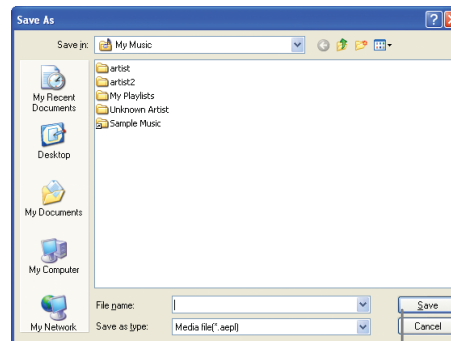 Save As
Save in:
My Music
My Recent Documents
Desktop
My Documents
My Computer
My Network
artist
artist2
My Playlists
Unknown Artist
Sample Music
File name:
Save
Save as type:
Media file(*.aepl)
Cancel